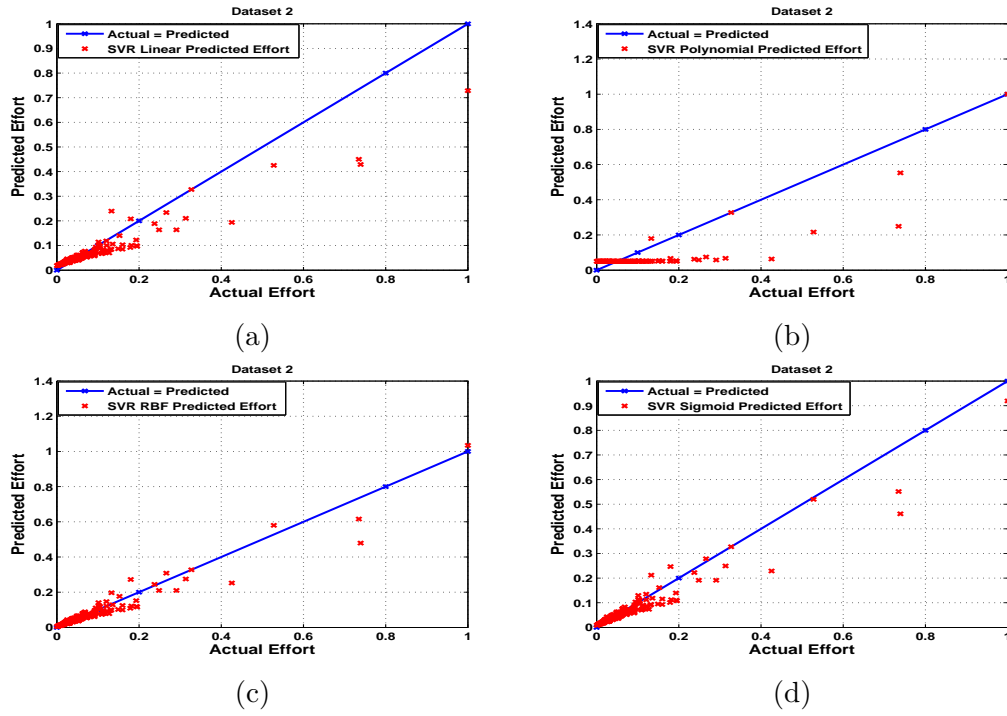 Dataset 2
Actual = Predicted
SVR Linear Predicted Effort
Predicted Effort
1
0.9
0.8
0.7
0.6
0.5
0.4
0.3
0.2
0.1
0
0 0.2 0.4 0.6 0.8 1
Actual Effort
(a)
Dataset 2
Actual = Predicted
SVR Polynomial Predicted Effort
Predicted Effort
1.4
1.2
1
0.8
0.6
0.4
0.2
0
0 0.2 0.4 0.6 0.8 1
Actual Effort
(b)
Dataset 2
Actual = Predicted
SVR RBF Predicted Effort
Predicted Effort
1.4
1.2
1
0.8
0.6
0.4
0.2
0
0 0.2 0.4 0.6 0.8 1
Actual Effort
(c)
Dataset 2
Actual = Predicted
SVR Sigmoid Predicted Effort
Predicted Effort
1
0.9
0.8
0.7
0.6
0.5
0.4
0.3
0.2
0.1
0
0 0.2 0.4 0.6 0.8 1
Actual Effort
(d)